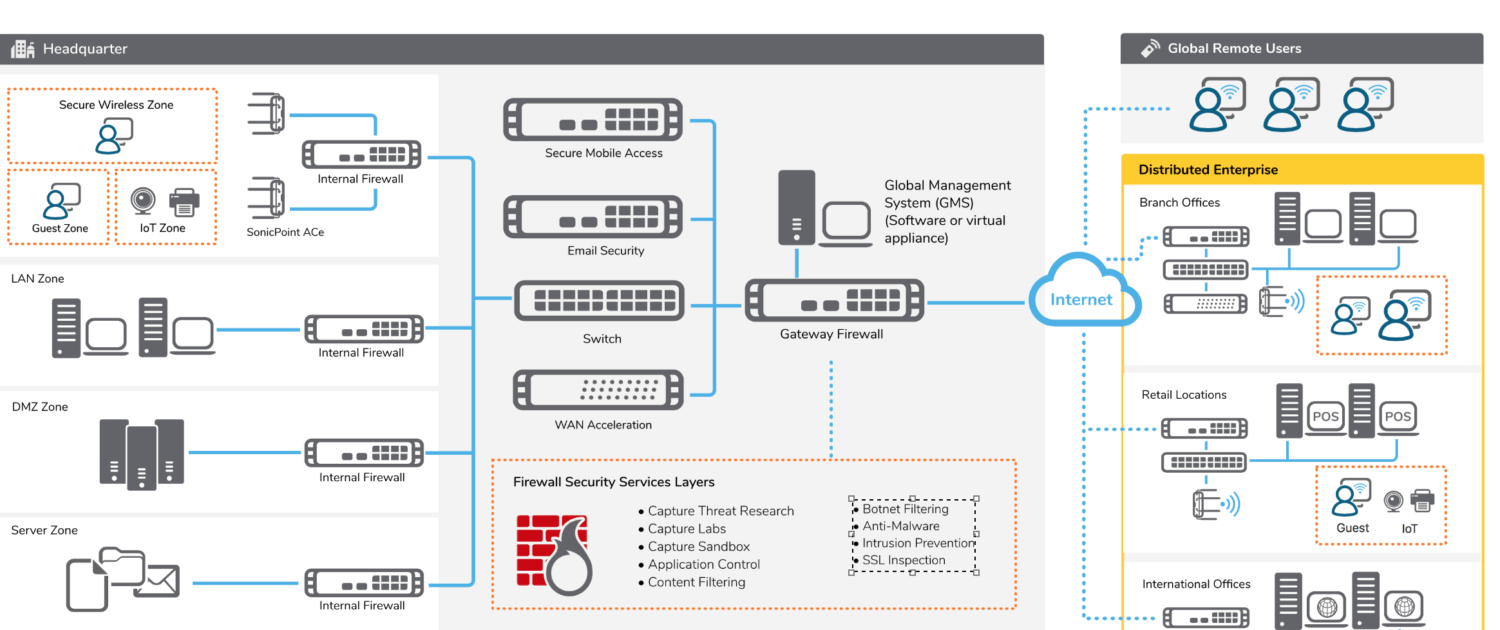 Headquarter
Secure Wireless Zone
Guest Zone
IoT Zone
Internal Firewall
SonicPoint ACe
LAN Zone
Internal Firewall
DMZ Zone
Internal Firewall
Server Zone
Internal Firewall
Secure Mobile Access
Email Security
Switch
WAN Acceleration
Global Management
System (GMS)
(Software or virtual
appliance)
Gateway Firewall
Firewall Security Services Layers
• Capture Threat Research
• Capture Labs
• Capture Sandbox
• Application Control
• Content Filtering
• Botnet Filtering
• Anti-Malware
• Intrusion Prevention
• SSL Inspection
Internet
Global Remote Users
Distributed Enterprise
Branch Offices
Retail Locations
POS
POS
Guest
IoT
International Offices